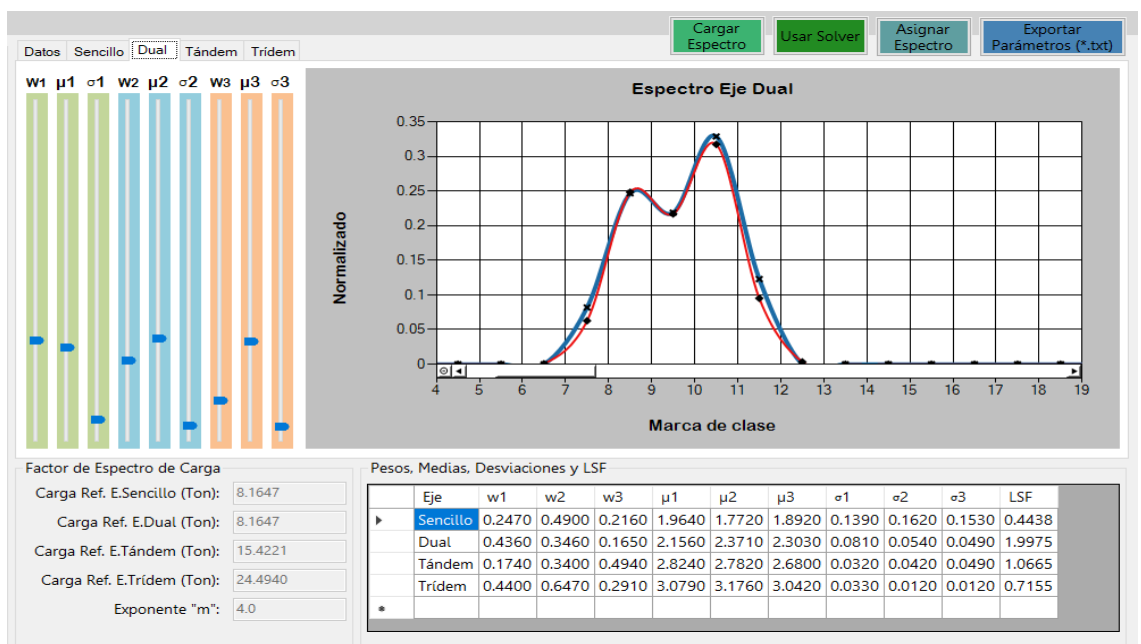 Cargar Espectro
Usar Solver
Asignar Espectro
Exportar Parámetros (*.txt)
Datos Sencillo Dual Tándem Trídem
w1 μ1 σ1 w2 μ2 σ2 w3 μ3 σ3
Espectro Eje Dual
Normalizado
0.35
0.3
0.25
0.2
0.15
0.1
0.05
0
4 5 6 7 8 9 10 11 12 13 14 15 16 17 18 19
Marca de clase
Factor de Espectro de Carga
Carga Ref. E.Sencillo (Ton): 8.1647
Carga Ref. E.Dual (Ton): 8.1647
Carga Ref. E.Tándem (Ton): 15.4221
Carga Ref. E.Trídem (Ton): 24.4940
Exponente "m": 4.0
Pesos, Medias, Desviaciones y LSF
Eje w1 w2 w3 μ1 μ2 μ3 σ1 σ2 σ3 LSF
Sencillo 0.2470 0.4900 0.2160 1.9640 1.7720 1.8920 0.1390 0.1620 0.1530 0.4438
Dual 0.4360 0.3460 0.1650 2.1560 2.3710 2.3030 0.0810 0.0540 0.0490 1.9975
Tándem 0.1740 0.3400 0.4940 2.8240 2.7820 2.6800 0.0320 0.0420 0.0490 1.0665
Trídem 0.4400 0.6470 0.2910 3.0790 3.1760 3.0420 0.0330 0.0120 0.0120 0.7155